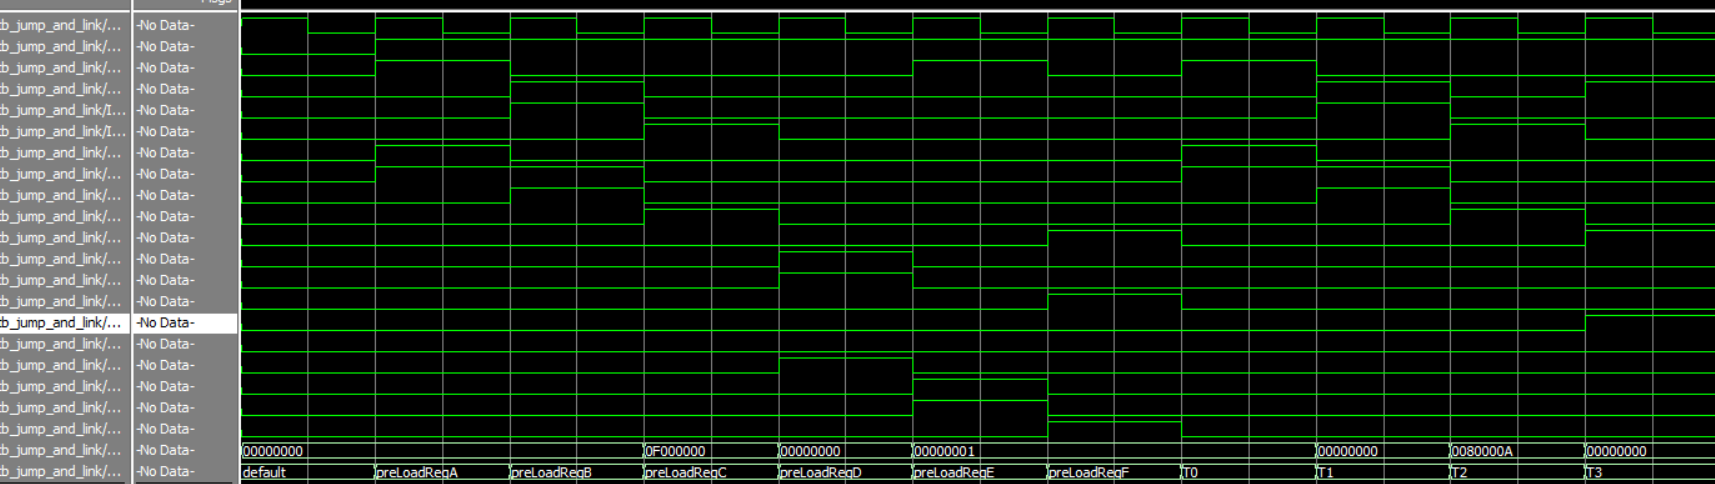 Msgs
tb_jump_and_link/... -No Data-
tb_jump_and_link/... -No Data-
tb_jump_and_link/... -No Data-
tb_jump_and_link/... -No Data-
tb_jump_and_link/I... -No Data-
tb_jump_and_link/I... -No Data-
tb_jump_and_link/... -No Data-
tb_jump_and_link/... -No Data-
tb_jump_and_link/... -No Data-
tb_jump_and_link/... -No Data-
tb_jump_and_link/... -No Data-
tb_jump_and_link/... -No Data-
tb_jump_and_link/... -No Data-
tb_jump_and_link/... -No Data-
tb_jump_and_link/... -No Data-
tb_jump_and_link/... -No Data-
tb_jump_and_link/... -No Data-
tb_jump_and_link/... -No Data-
tb_jump_and_link/... -No Data-
tb_jump_and_link/... -No Data-
tb_jump_and_link/... -No Data- 00000000 0F000000 00000000 00000001 00000000 0080000A 00000000
tb_jump_and_link/... -No Data- default preLoadRegA preLoadRegB preLoadRegC preLoadRegD preLoadRegE preLoadRegF T0 T1 T2 T3